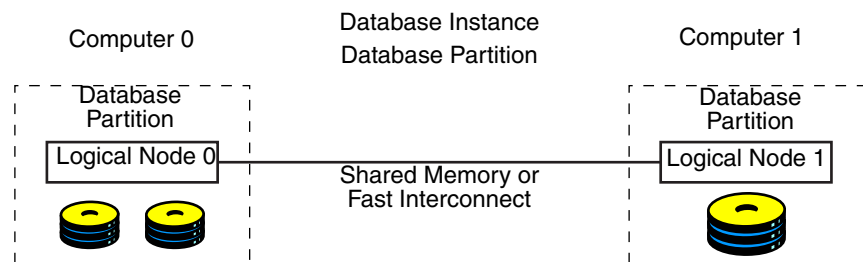 Computer 0
Database Instance
Database Partition
Computer 1
Database
Partition
Logical Node 0
Shared Memory or
Fast Interconnect
Database
Partition
Logical Node 1